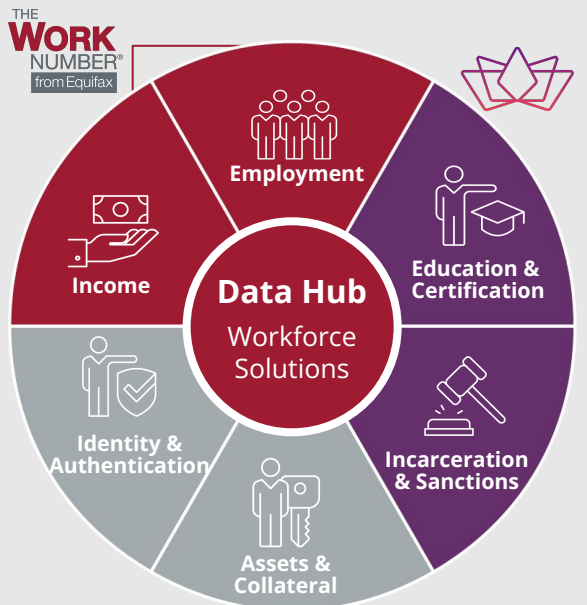 THE
WORK
NUMBER®
from Equifax
Employment
Income
Education &
Certification
Data Hub
Workforce
Solutions
Identity &
Authentication
Incarceration
& Sanctions
Assets &
Collateral